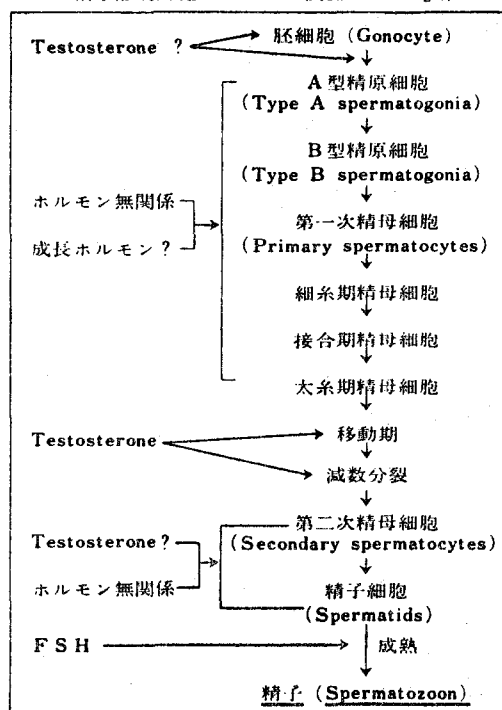 Testosterone ?
胚細胞 (Gonocyte)
A型精原細胞
(Type A spermatogonia)
B型精原細胞
(Type B spermatogonia)
ホルモン無関係
成長ホルモン?
第一次精母細胞
(Primary spermatocytes)
細糸期精母細胞
接合期精母細胞
太糸期精母細胞
Testosterone
移動期
減数分裂
第二次精母細胞
(Secondary spermatocytes)
Testosterone ?
ホルモン無関係
精子細胞
(Spermatids)
FSH
成熟
精子 (Spermatozoon)